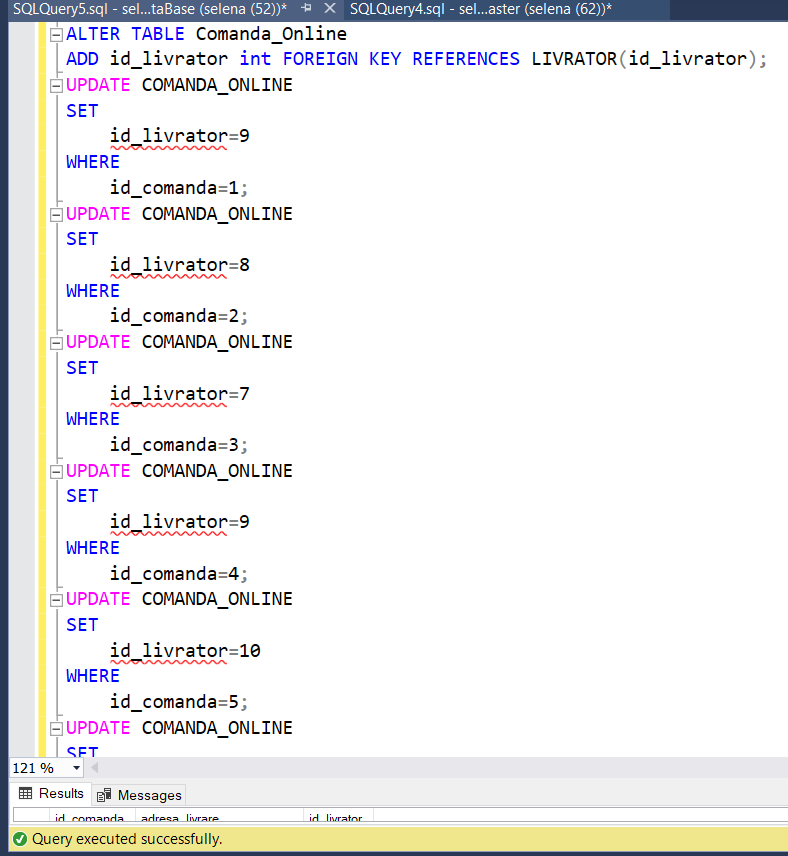 SQLQuery5.sql - sel...taBase (selena (52))* SQLQuery4.sql - sel...aster (selena (62))*
ALTER TABLE Comanda_Online
ADD id_livrator int FOREIGN KEY REFERENCES LIVRATOR(id_livrator);
UPDATE COMANDA_ONLINE
SET
id_livrator=9
WHERE
id_comanda=1;
UPDATE COMANDA_ONLINE
SET
id_livrator=8
WHERE
id_comanda=2;
UPDATE COMANDA_ONLINE
SET
id_livrator=7
WHERE
id_comanda=3;
UPDATE COMANDA_ONLINE
SET
id_livrator=9
WHERE
id_comanda=4;
UPDATE COMANDA_ONLINE
SET
id_livrator=10
WHERE
id_comanda=5;
UPDATE COMANDA_ONLINE
SET
121 %
Results Messages
id_comanda adresa_livrare id_livrator
Query executed successfully.